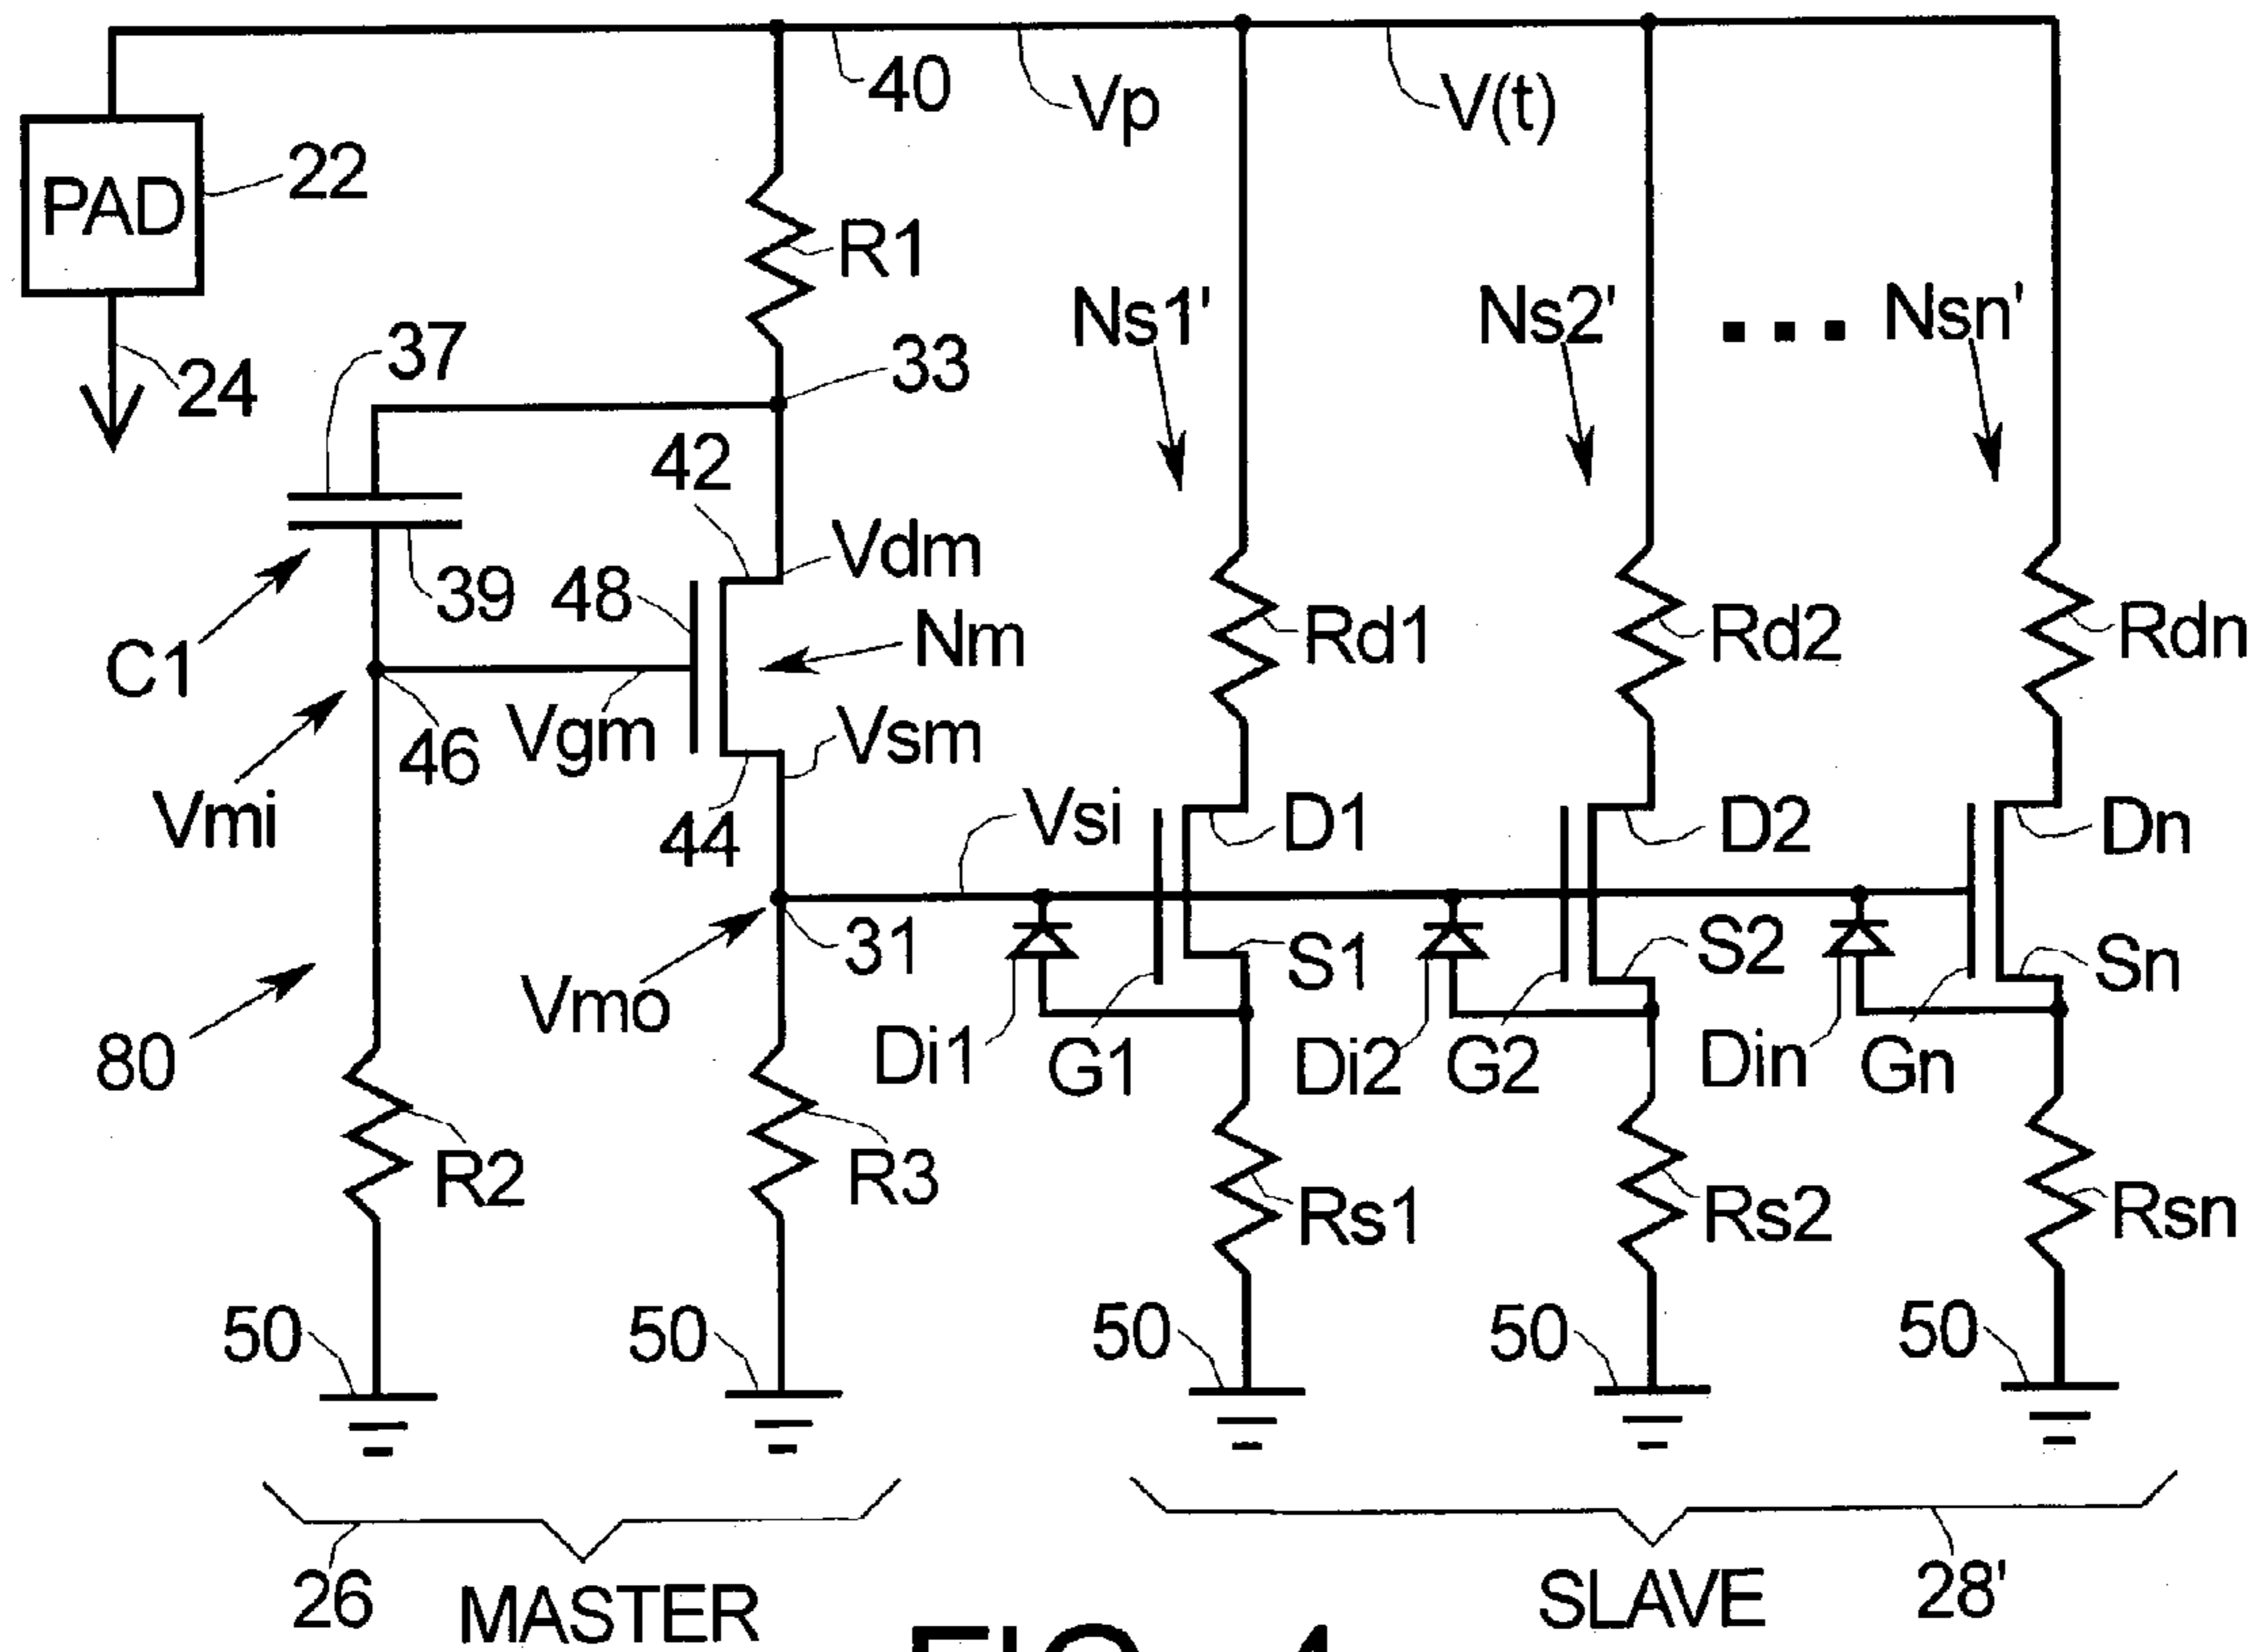 40
Vp
V(t)
PAD
22
R1
Ns1'
Ns2'
Nsn'
37
33
24
42
Vdm
39
48
Nm
Rd1
Rd2
Rdn
C1
46
Vgm
Vsm
Vmi
44
Vsi
D1
D2
Dn
31
S1
S2
Sn
Vmo
80
Di1
G1
Di2
G2
Din
Gn
R2
R3
Rs1
Rs2
Rsn
50
50
50
50
50
26
MASTER
SLAVE
28'